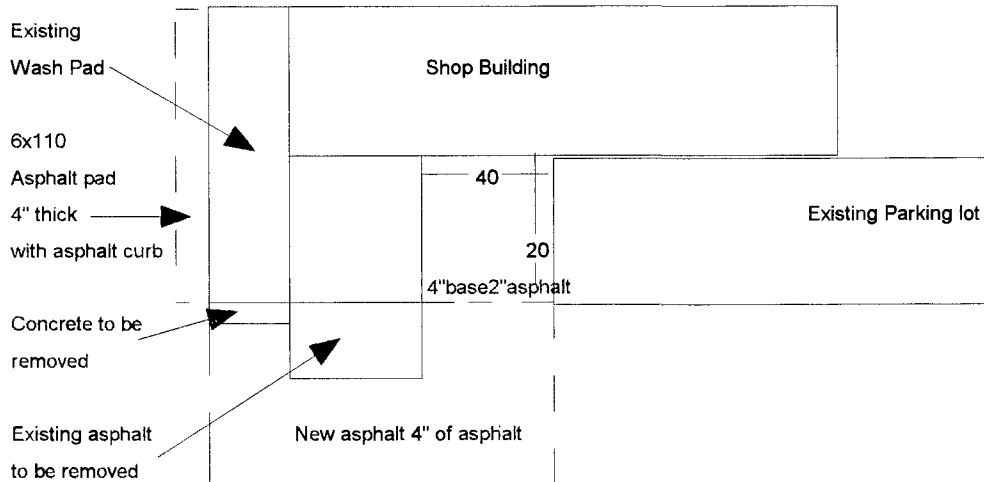 Existing
Wash Pad
Shop Building
6x110
Asphalt pad
4" thick
with asphalt curb
40
Existing Parking lot
20
4"base2"asphalt
Concrete to be
removed
Existing asphalt
to be removed
New asphalt 4" of asphalt